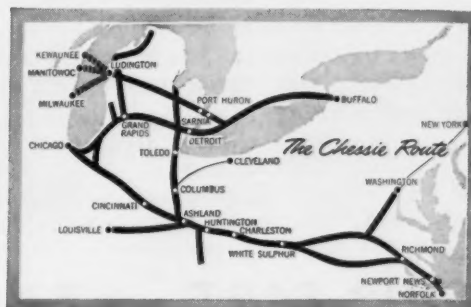 KEWAUNEE
MANITOWOC
LUDINGTON
MILWAUKEE
PORT HURON
BUFFALO
SARNIA
GRAND
RAPIDS
DETROIT
NEW YORK
CHICAGO
TOLEDO
The Chessie Route
CLEVELAND
WASHINGTON
COLUMBUS
CINCINNATI
ASHLAND
HUNTINGTON
LOUISVILLE
CHARLESTON
RICHMOND
WHITE SULPHUR
NEWPORT NEWS
NORFOLK